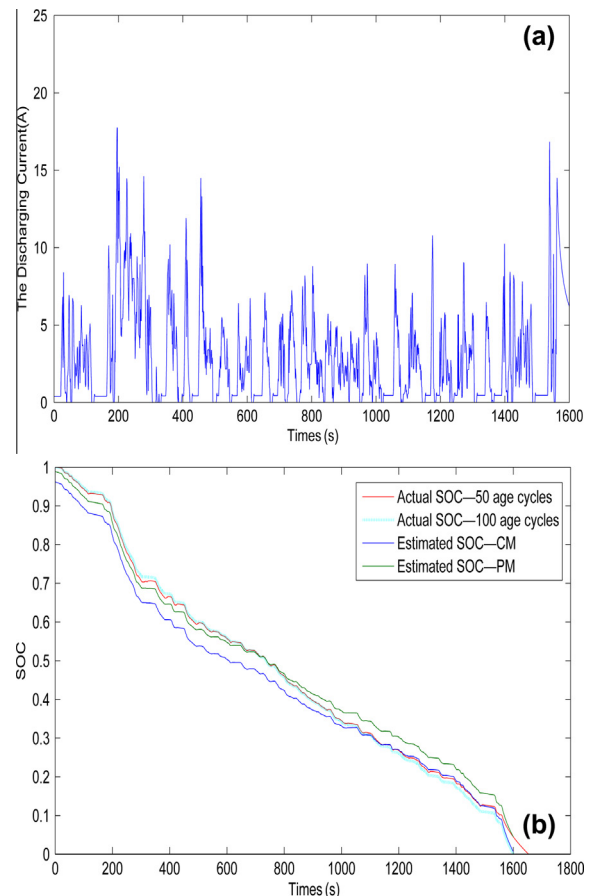 25
20
15
10
5
0
The Discharging Current(A)
(a)
0 200 400 600 800 1000 1200 1400 1600
Times (s)
1
0.9
0.8
0.7
0.6
0.5
0.4
0.3
0.2
0.1
0
SOC
Actual SOC—50 age cycles
Actual SOC—100 age cycles
Estimated SOC—CM
Estimated SOC—PM
(b)
0 200 400 600 800 1000 1200 1400 1600 1800
Times (s)